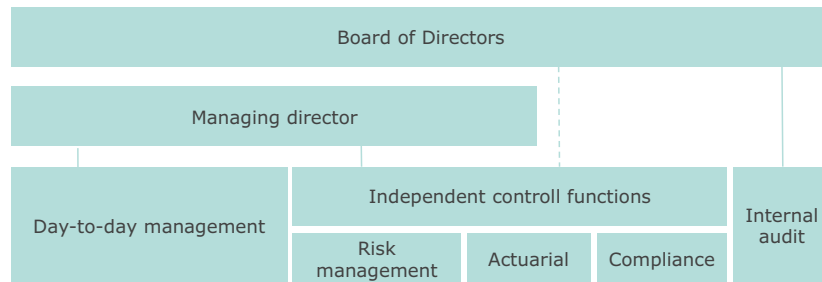 Board of Directors
Managing director
Day-to-day management
Independent controll functions
Internal
audit
Risk
management
Actuarial
Compliance